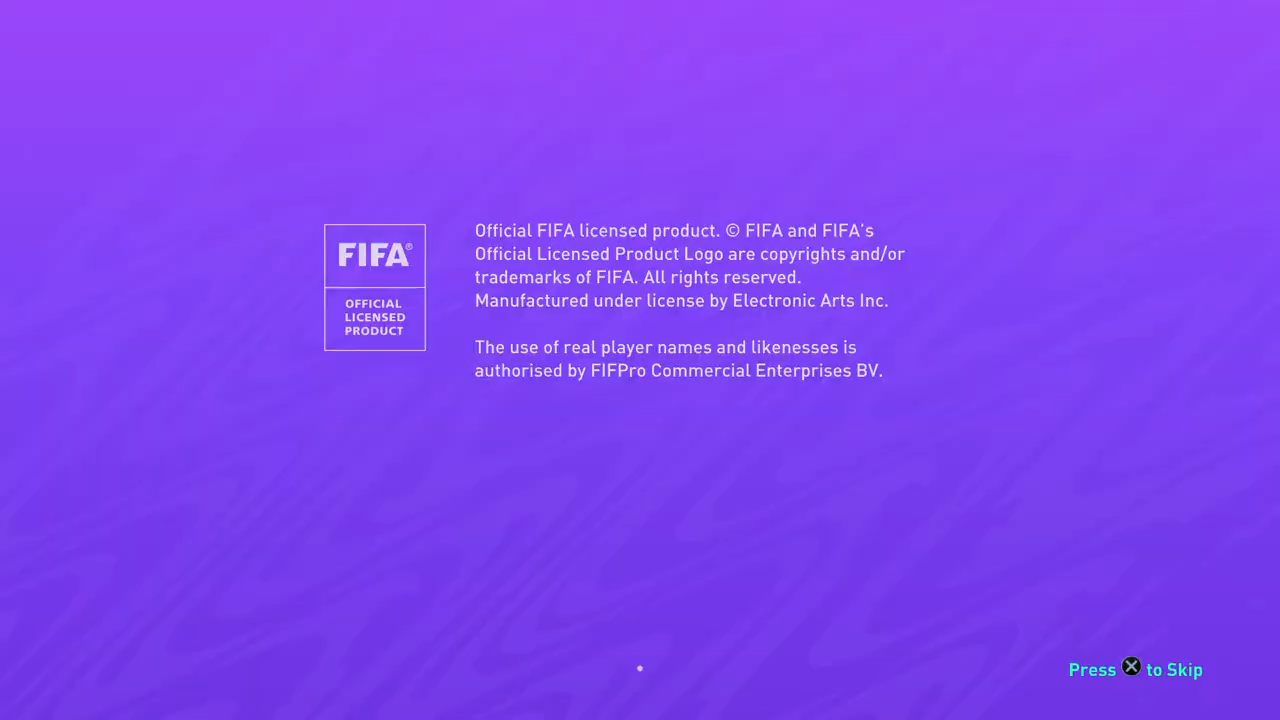 FIFA®
OFFICIAL
LICENSED
PRODUCT
Official FIFA licensed product. © FIFA and FIFA's
Official Licensed Product Logo are copyrights and/or
trademarks of FIFA. All rights reserved.
Manufactured under license by Electronic Arts Inc.
The use of real player names and likenesses is
authorised by FIFPro Commercial Enterprises BV.
Press to Skip